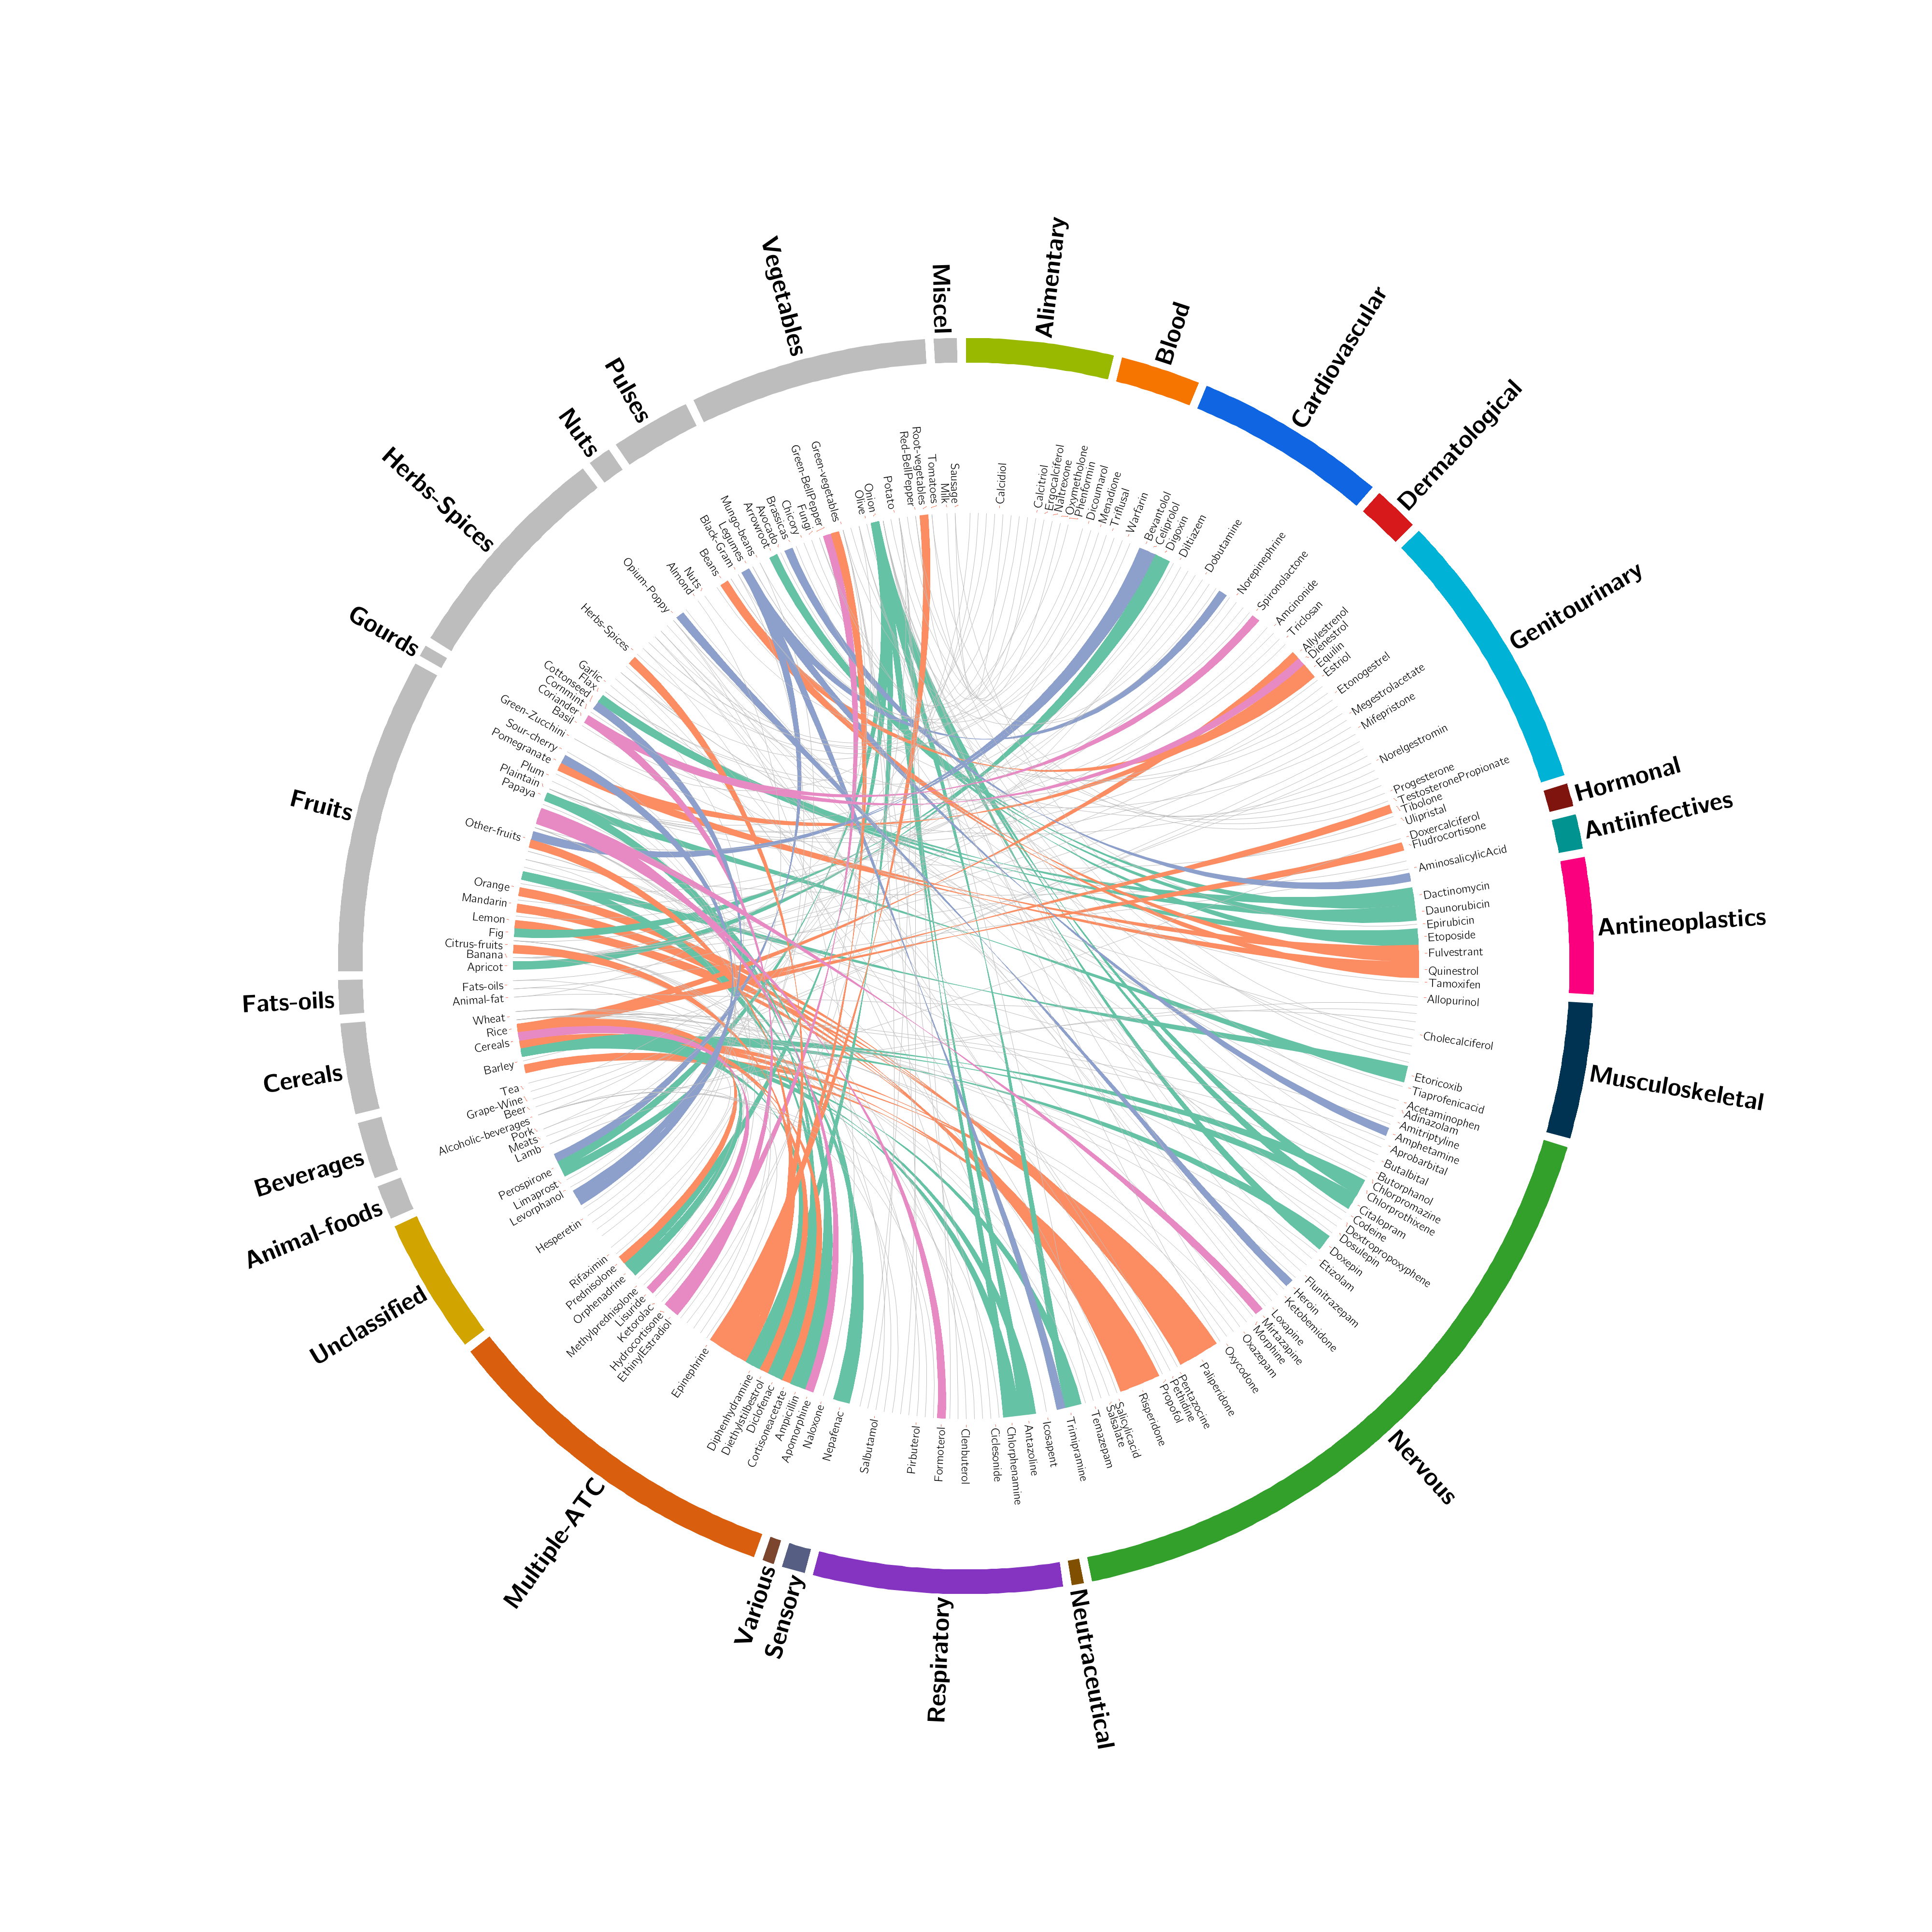 Miscel
Alimentary
Blood
Cardiovascular
Dermatological
Genitourinary
Hormonal
Antiinfectives
Antineoplastics
Musculoskeletal
Nervous
Neutraceutical
Respiratory
Sensory
Various
Multiple-ATC
Unclassified
Animal-foods
Beverages
Cereals
Fats-oils
Fruits
Gourds
Herbs-Spices
Nuts
Pulses
Vegetables
Calcidiol
Calcitriol
Ergocalciferol
Naltrexone
Oxymetholone
Phenformin
Dicoumarol
Menadione
Triflusal
Warfarin
Bevantolol
Celiprolol
Digoxin
Diltiazem
Dobutamine
Norepinephrine
Spironolactone
Amcinonide
Triclosan
Allylestrenol
Dienestrol
Equilin
Estriol
Etonogestrel
Megestrolacetate
Mifepristone
Norelgestromin
Progesterone
TestosteronePropionate
Tibolone
Ulipristal
Doxercalciferol
Fludrocortisone
AminosalicylicAcid
Dactinomycin
Daunorubicin
Epirubicin
Etoposide
Fulvestrant
Quinestrol
Tamoxifen
Allopurinol
Cholecalciferol
Etoricoxib
Tiaprofenicacid
Acetaminophen
Adinazolam
Amitriptyline
Amphetamine
Aprobarbital
Butalbital
Butorphanol
Chlorpromazine
Chlorprothixene
Citalopram
Codeine
Dextropropoxyphene
Dosulepin
Doxepin
Etizolam
Flunitrazepam
Heroin
Ketobemidone
Loxapine
Mirtazapine
Morphine
Oxazepam
Oxycodone
Paliperidone
Pentazocine
Pethidine
Propofol
Risperidone
Salicylicacid
Salsalate
Temazepam
Trimipramine
Icosapent
Antazoline
Chlorphenamine
Ciclesonide
Clenbuterol
Formoterol
Pirbuterol
Salbutamol
Nepafenac
Naloxone
Apomorphine
Ampicillin
Cortisoneacetate
Diclofenac
Diethylstilbestrol
Diphenhydramine
Epinephrine
EthinylEstradiol
Hydrocortisone
Ketorolac
Lisuride
Methylprednisolone
Orphenadrine
Prednisolone
Rifaximin
Hesperetin
Levorphanol
Limaprost
Perospirone
Lamb
Meats
Pork
Alcoholic-beverages
Beer
Grape-Wine
Tea
Barley
Cereals
Rice
Wheat
Animal-fat
Fats-oils
Apricot
Banana
Citrus-fruits
Fig
Lemon
Mandarin
Orange
Other-fruits
Papaya
Plaintain
Plum
Pomegranate
Sour-cherry
Green-Zucchini
Basil
Coriander
Cornmint
Cottonseed
Flax
Garlic
Herbs-Spices
Opium-Poppy
Almond
Nuts
Beans
Black-Gram
Legumes
Mungo-beans
Arrowroot
Avocado
Brassicas
Chicory
Fungi
Green-BellPepper
Green-vegetables
Olive
Onion
Potato
Red-BellPepper
Root-vegetables
Tomatoes
Milk
Sausage